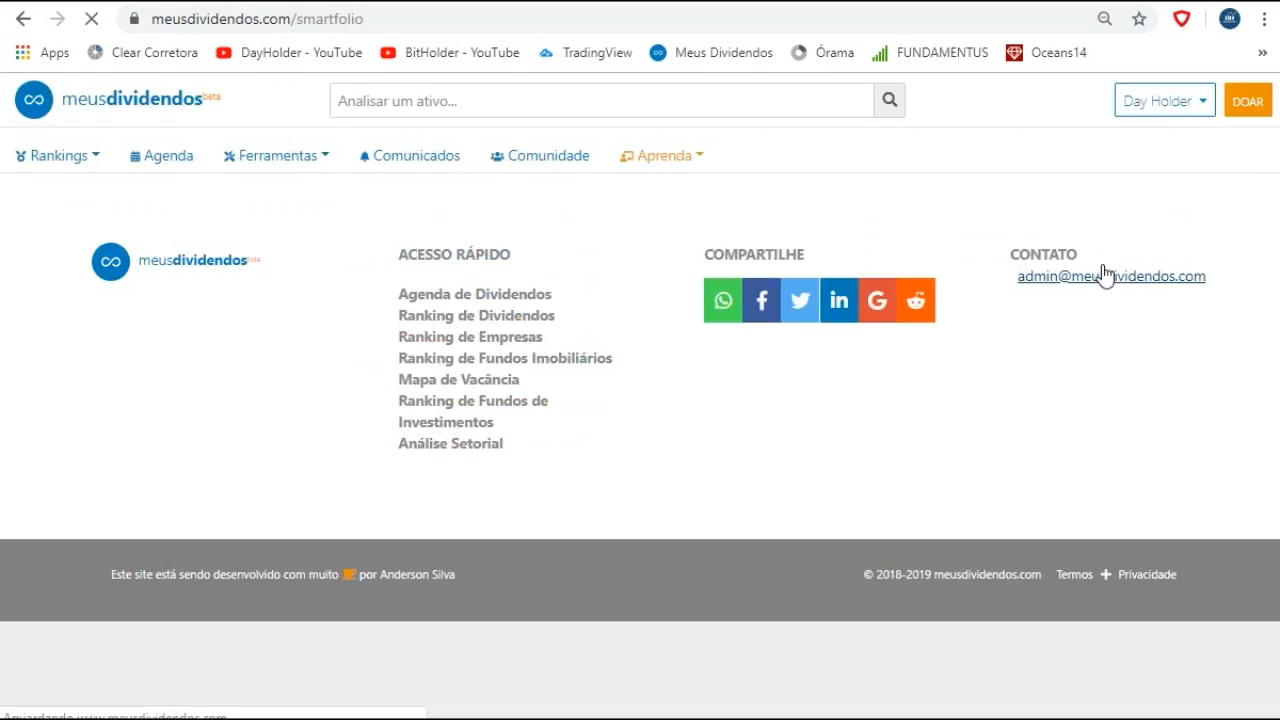 meusdividendos.com/smartfolio
Apps Clear Corretora DayHolder - YouTube BitHolder - YouTube TradingView Meus Dividendos Órama FUNDAMENTUS Oceans14 »
meusdividendos beta
Analisar um ativo...
Day Holder
DOAR
Rankings Agenda Ferramentas Comunicados Comunidade Aprenda
meusdividendos beta
ACESSO RÁPIDO
Agenda de Dividendos
Ranking de Dividendos
Ranking de Empresas
Ranking de Fundos Imobiliários
Mapa de Vacância
Ranking de Fundos de
Investimentos
Análise Setorial
COMPARTILHE
CONTATO
admin@meusdividendos.com
Este site está sendo desenvolvido com muito por Anderson Silva
© 2018-2019 meusdividendos.com Termos + Privacidade
Aguardando www.meusdividendos.com